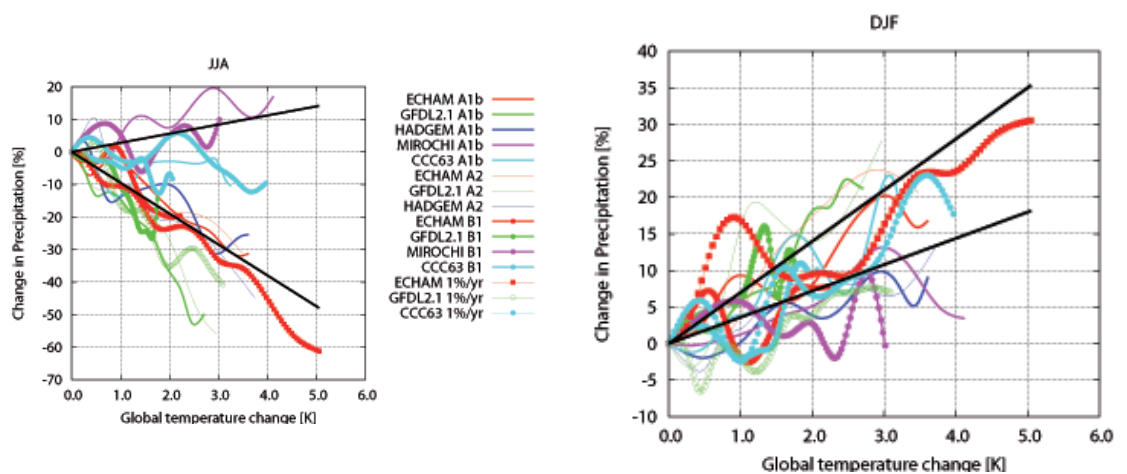 JJA
Change in Precipitation [%]
20
10
0
-10
-20
-30
-40
-50
-60
-70
0.0 1.0 2.0 3.0 4.0 5.0 6.0
Global temperature change [K]
ECHAM A1b
GFDL2.1 A1b
HADGEM A1b
MIROCHI A1b
CCC63 A1b
ECHAM A2
GFDL2.1 A2
HADGEM A2
ECHAM B1
GFDL2.1 B1
MIROCHI B1
CCC63 B1
ECHAM 1%/yr
GFDL2.1 1%/yr
CCC63 1%/yr
DJF
Change in Precipitation [%]
40
35
30
25
20
15
10
5
0
-5
-10
0.0 1.0 2.0 3.0 4.0 5.0 6.0
Global temperature change [K]